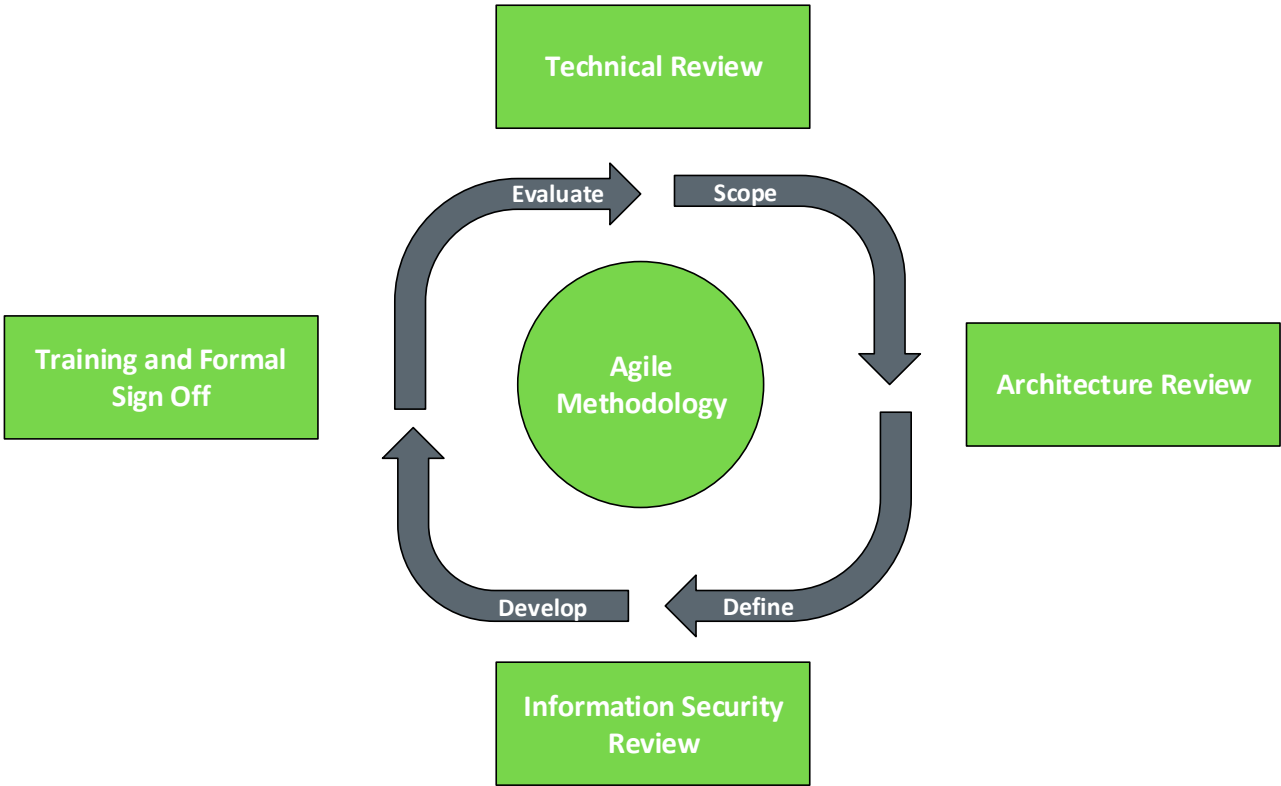 Technical Review
Evaluate
Scope
Training and Formal
Sign Off
Agile
Methodology
Architecture Review
Develop
Define
Information Security
Review